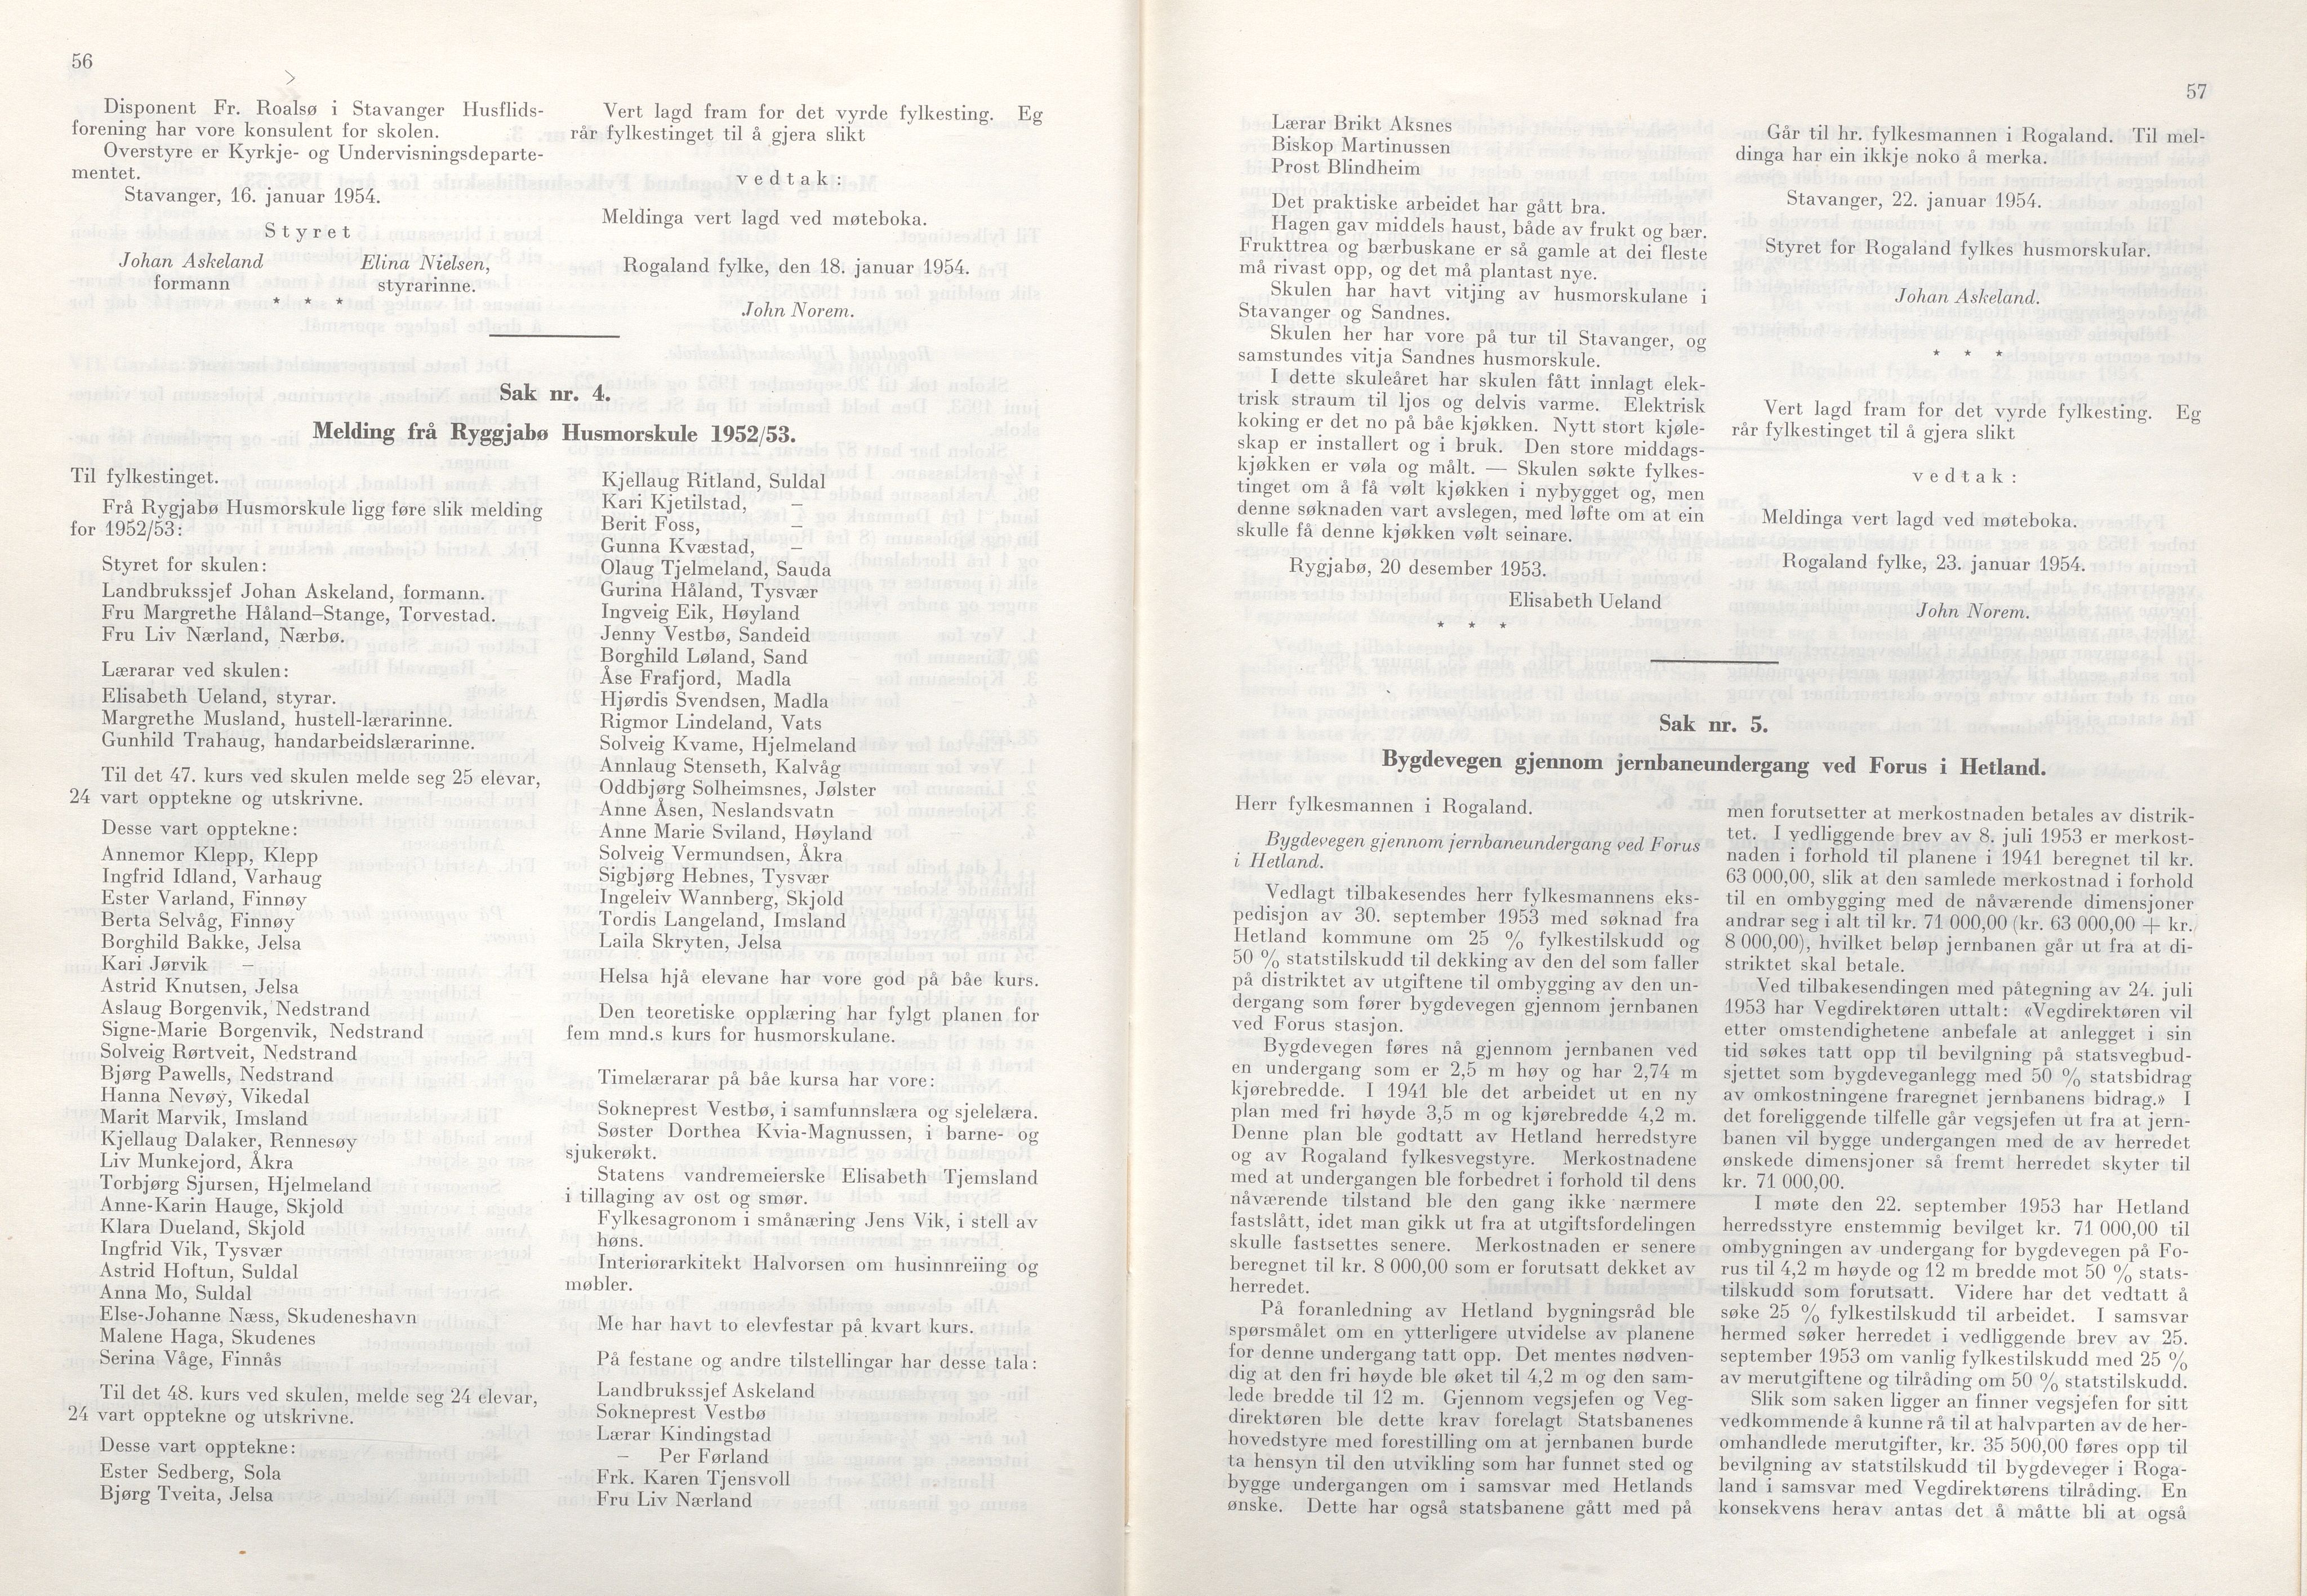 56
Disponent Fr. Roalsø i Stavanger Husflids-
forening har vore konsulent for skolen.
Overstyre er Kyrkje- og Undervisningsdeparte-
mentet.
Stavanger, 16. januar 1954.
Styret
Johan Askeland Elina Nielsen,
formann styrarinne.
* * *
Vert lagd fram for det vyrde fylkesting. Eg
rår fylkestinget til å gjera slikt
vedtak:
Meldinga vert lagd ved møteboka.
Rogaland fylke, den 18. januar 1954.
John Norem.
Sak nr. 4.
Melding frå Ryggjabø Husmorskule 1952/53.
Til fylkestinget.
Frå Rygjabø Husmorskule ligg føre slik melding
for 1952/53:
Styret for skulen:
Landbrukssjef Johan Askeland, formann.
Fru Margrethe Håland–Stange, Torvestad.
Fru Liv Nærland, Nærbø.
Lærarar ved skulen:
Elisabeth Ueland, styrar.
Margrethe Musland, hustell-lærarinne.
Gunhild Trahaug, handarbeidslærarinne.
Til det 47. kurs ved skulen melde seg 25 elevar,
24 vart opptekne og utskrivne.
Desse vart opptekne:
Annemor Klepp, Klepp
Ingfrid Idland, Varhaug
Ester Varland, Finnøy
Berta Selvåg, Finnøy
Borghild Bakke, Jelsa
Kari Jørvik –
Astrid Knutsen, Jelsa
Aslaug Borgenvik, Nedstrand
Signe-Marie Borgenvik, Nedstrand
Solveig Rørtveit, Nedstrand
Bjørg Pawells, Nedstrand
Hanna Nevøy, Vikedal
Marit Marvik, Imsland
Kjellaug Dalaker, Rennesøy
Liv Munkejord, Åkra
Torbjørg Sjursen, Hjelmeland
Anne-Karin Hauge, Skjold
Klara Dueland, Skjold
Ingfrid Vik, Tysvær
Astrid Hoftun, Suldal
Anna Mo, Suldal
Else-Johanne Næss, Skudeneshavn
Malene Haga, Skudenes
Serina Våge, Finnås
Til det 48. kurs ved skulen, melde seg 24 elevar,
24 vart opptekne og utskrivne.
Desse vart opptekne:
Ester Sedberg, Sola
Bjørg Tveita, Jelsa
Kjellaug Ritland, Suldal
Kari Kjetilstad, –
Berit Foss, –
Gunna Kvæstad, –
Olaug Tjelmeland, Sauda
Gurina Håland, Tysvær
Ingveig Eik, Høyland
Jenny Vestbø, Sandeid
Borghild Løland, Sand
Åse Frafjord, Madla
Hjørdis Svendsen, Madla
Rigmor Lindeland, Vats
Solveig Kvame, Hjelmeland
Annlaug Stenseth, Kalvåg
Oddbjørg Solheimsnes, Jølster
Anne Åsen, Neslandsvatn
Anne Marie Sviland, Høyland
Solveig Vermundsen, Åkra
Sigbjørg Hebnes, Tysvær
Ingeleiv Wannberg, Skjold
Tordis Langeland, Imsland
Laila Skryten, Jelsa
Helsa hjå elevane har vore god på båe kurs.
Den teoretiske opplæring har fylgt planen for
fem mnd.s kurs for husmorskulane.
Timelærarar på båe kursa har vore:
Sokneprest Vestbø, i samfunnslæra og sjelelæra.
Søster Dorthea Kvia-Magnussen, i barne- og
sjukerøkt.
Statens vandremeierske Elisabeth Tjemsland
i tillaging av ost og smør.
Fylkesagronom i smånæring Jens Vik, i stell av
høns.
Interiørarkitekt Halvorsen om husinnreiing og
møbler.
Me har havt to elevfestar på kvart kurs.
På festane og andre tilstellingar har desse tala:
Landbrukssjef Askeland
Sokneprest Vestbø
Lærar Kindingstad
– Per Førland
Frk. Karen Tjensvoll
Fru Liv Nærland
57
Lærar Brikt Aksnes
Biskop Martinussen
Prost Blindheim
Det praktiske arbeidet har gått bra.
Hagen gav middels haust, både av frukt og bær.
Frukttrea og bærbuskane er så gamle at dei fleste
må rivast opp, og det må plantast nye.
Skulen har havt vitjing av husmorskulane i
Stavanger og Sandnes.
Skulen her har vore på tur til Stavanger, og
samstundes vitja Sandnes husmorskule.
I dette skuleåret har skulen fått innlagt elek-
trisk straum til ljos og delvis varme. Elektrisk
koking er det no på båe kjøkken. Nytt stort kjøle-
skap er installert og i bruk. Den store middags-
kjøkken er vøla og målt. — Skulen søkte fylkes-
tinget om å få vølt kjøkken i nybygget og, men
denne søknaden vart avslegen, med løfte om at ein
skulle få denne kjøkken vølt seinare.
Rygjabø, 20 desember 1953.
Elisabeth Ueland
* * *
Går til hr. fylkesmannen i Rogaland. Til mel-
dinga har ein ikkje noko å merka.
Stavanger, 22. januar 1954.
Styret for Rogaland fylkes husmorskular.
Johan Askeland.
* * *
Vert lagd fram for det vyrde fylkesting. Eg
rår fylkestinget til å gjera slikt
vedtak:
Meldinga vert lagd ved møteboka.
Rogaland fylke, 23. januar 1954.
John Norem.
Sak nr. 5.
Bygdevegen gjennom jernbaneundergang ved Forus i Hetland.
Herr fylkesmannen i Rogaland.
Bygdevegen gjennom jernbaneundergang ved Forus
i Hetland.
Vedlagt tilbakesendes herr fylkesmannens eks-
pedisjon av 30. september 1953 med søknad fra
Hetland kommune om 25 % fylkestilskudd og
50 % statstilskudd til dekking av den del som faller
på distriktet av utgiftene til ombygging av den un-
dergang som fører bygdevegen gjennom jernbanen
ved Forus stasjon.
Bygdevegen føres nå gjennom jernbanen ved
en undergang som er 2,5 m høy og har 2,74 m
kjørebredde. I 1941 ble det arbeidet ut en ny
plan med fri høyde 3,5 m og kjørebredde 4,2 m.
Denne plan ble godtatt av Hetland herredstyre
og av Rogaland fylkesvegstyre. Merkostnadene
med at undergangen ble forbedret i forhold til dens
nåværende tilstand ble den gang ikke nærmere
fastslått, idet man gikk ut fra at utgiftsfordelingen
skulle fastsettes senere. Merkostnaden er senere
beregnet til kr. 8 000,00 som er forutsatt dekket av
herredet.
På foranledning av Hetland bygningsråd ble
spørsmålet om en ytterligere utvidelse av planene
for denne undergang tatt opp. Det mentes nødven-
dig at den fri høyde ble øket til 4,2 m og den sam-
lede bredde til 12 m. Gjennom vegsjefen og Veg-
direktøren ble dette krav forelagt Statsbanenes
hovedstyre med forestilling om at jernbanen burde
ta hensyn til den utvikling som har funnet sted og
bygge undergangen om i samsvar med Hetlands
ønske. Dette har også statsbanene gått med på
men forutsetter at merkostnaden betales av distrik-
tet. I vedliggende brev av 8. juli 1953 er merkost-
naden i forhold til planene i 1941 beregnet til kr.
63 000,00, slik at den samlede merkostnad i forhold
til en ombygging med de nåværende dimensjoner
andrar seg i alt til kr. 71 000,00 (kr. 63 000,00 + kr.
8 000,00), hvilket beløp jernbanen går ut fra at di-
striktet skal betale.
Ved tilbakesendingen med påtegning av 24. juli
1953 har Vegdirektøren uttalt: «Vegdirektøren vil
etter omstendighetene anbefale at anlegget i sin
tid søkes tatt opp til bevilgning på statsvegbud-
sjettet som bygdeveganlegg med 50 % statsbidrag
av omkostningene fraregnet jernbanens bidrag.» I
det foreliggende tilfelle går vegsjefen ut fra at jern-
banen vil bygge undergangen med de av herredet
ønskede dimensjoner så fremt herredet skyter til
kr. 71 000,00.
I møte den 22. september 1953 har Hetland
herredsstyre enstemmig bevilget kr. 71 000,00 til
ombygningen av undergang for bygdevegen på Fo-
rus til 4,2 m høyde og 12 m bredde mot 50 % stats-
tilskudd som forutsatt. Videre har det vedtatt å
søke 25 % fylkestilskudd til arbeidet. I samsvar
hermed søker herredet i vedliggende brev av 25.
september 1953 om vanlig fylkestilskudd med 25 %
av merutgiftene og tilråding om 50 % statstilskudd.
Slik som saken ligger an finner vegsjefen for sitt
vedkommende å kunne rå til at halvparten av de her-
omhandlede merutgifter, kr. 35 500,00 føres opp til
bevilgning av statstilskudd til bygdeveger i Roga-
land i samsvar med Vegdirektørens tilråding. En
konsekvens herav antas det å måtte bli at også